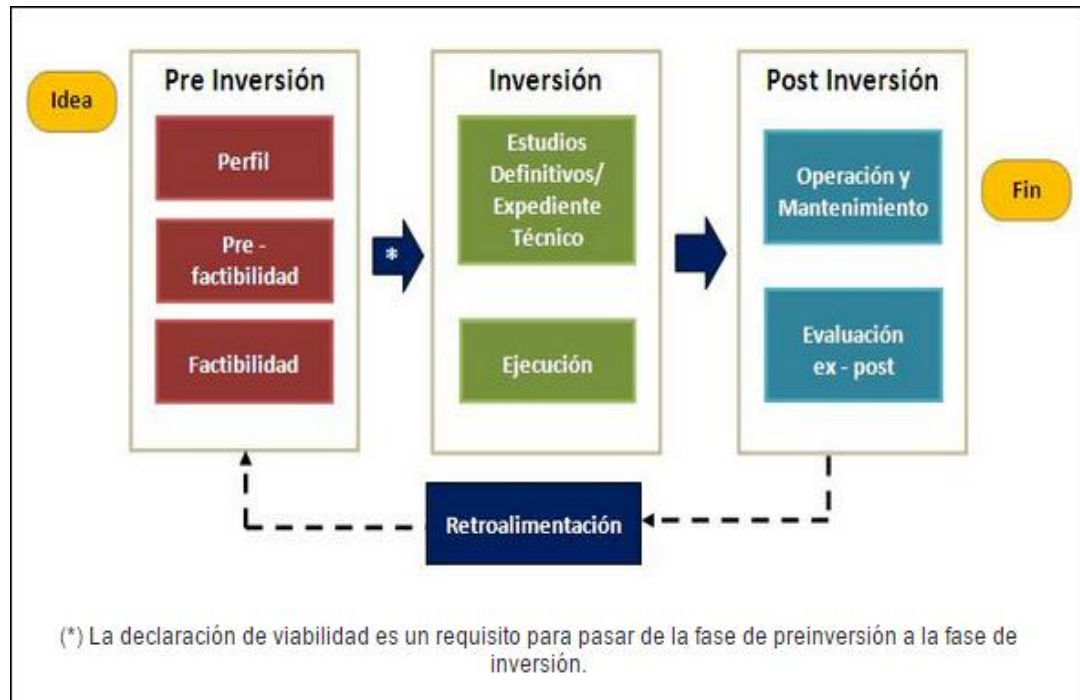 Idea
Pre Inversión
Perfil
Pre -
factibilidad
Factibilidad
*
Inversión
Estudios
Definitivos/
Expediente
Técnico
Ejecución
Post Inversión
Operación y
Mantenimiento
Evaluación
ex - post
Fin
Retroalimentación
(*) La declaración de viabilidad es un requisito para pasar de la fase de preinversión a la fase de
inversión.